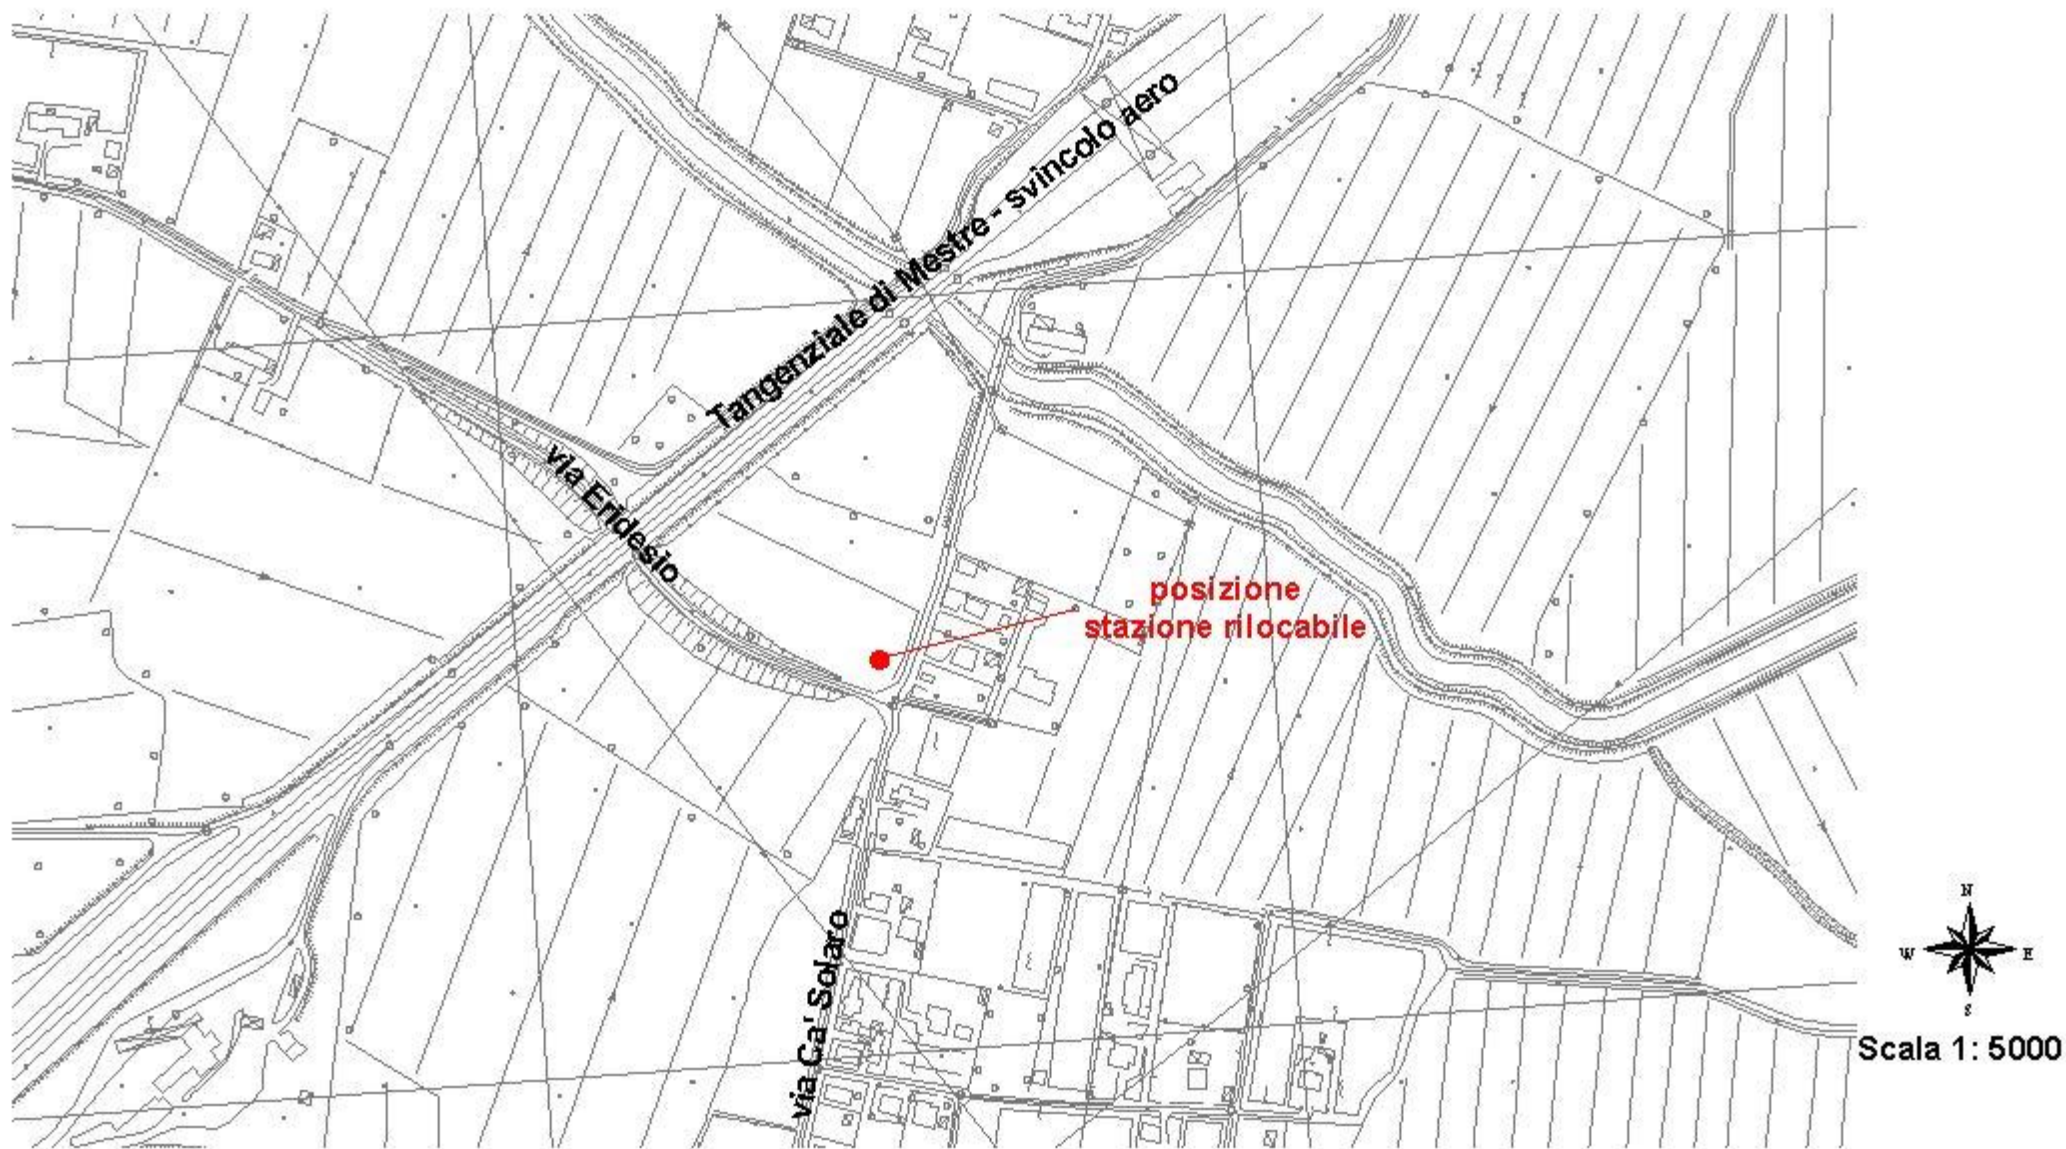 Tangenziale di Mestre - svincolo aero
via Eridesio
posizione
stazione rilocabile
via Ca' Solaro
N
W
E
S
Scala 1: 5000